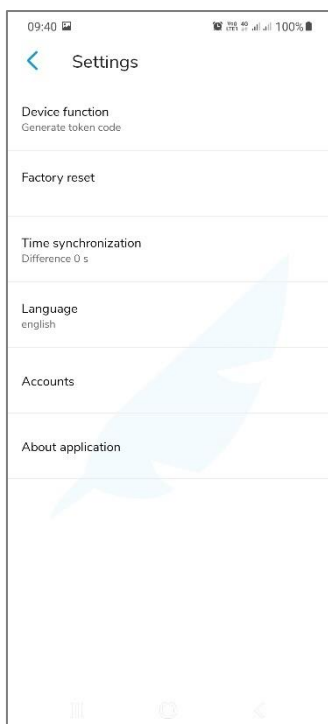 09:40 100%
Settings
Device function
Generate token code
Factory reset
Time synchronization
Difference 0 s
Language
english
Accounts
About application